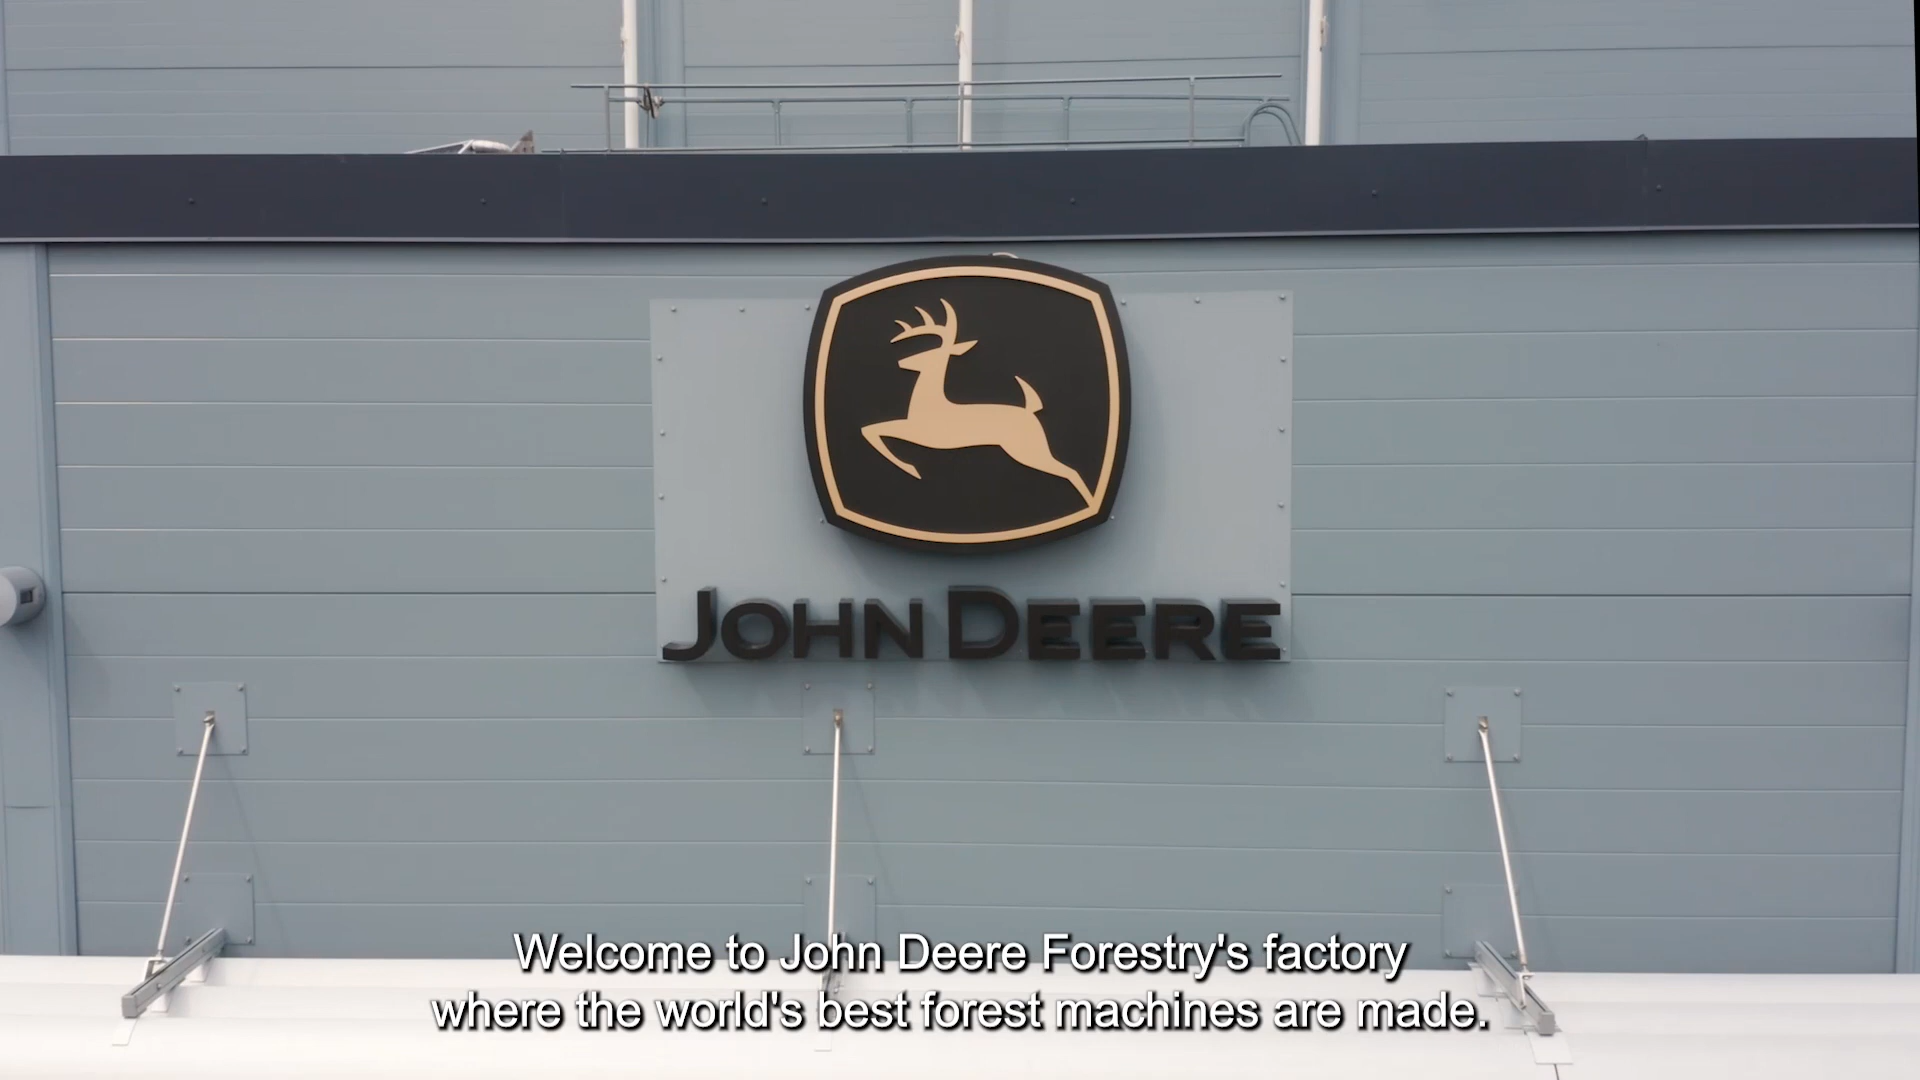 JOHN DEERE
Welcome to John Deere Forestry's factory
where the world's best forest machines are made.